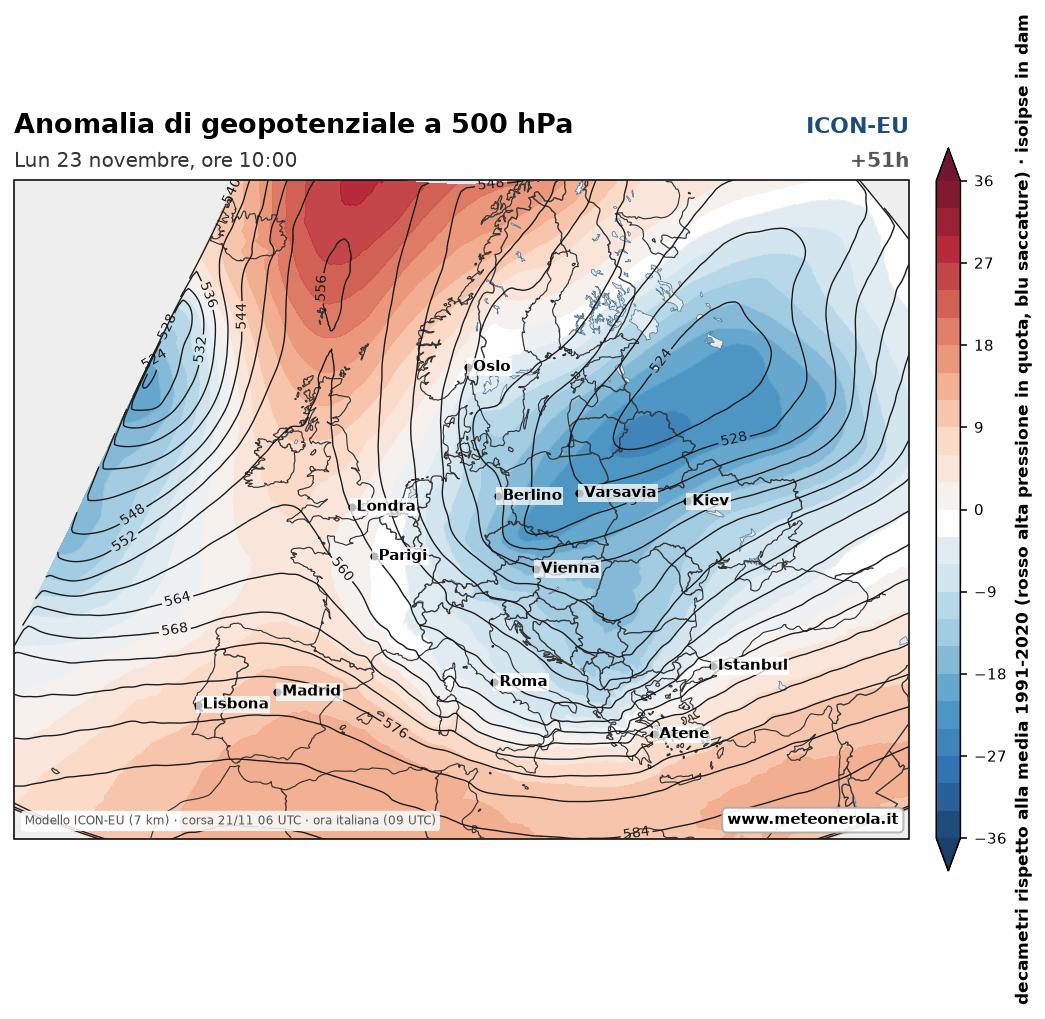 Anomalia di geopotenziale a 500 hPa
ICON-EU
Lun 23 novembre, ore 10:00
+51h
540
548
536
556
544
528
532
524
524
528
548
552
560
564
568
576
584
Oslo
Berlino
Varsavia
Kiev
Londra
Parigi
Vienna
Istanbul
Roma
Madrid
Lisbona
Atene
Modello ICON-EU (7 km) · corsa 21/11 06 UTC · ora italiana (09 UTC)
www.meteonerola.it
36
27
18
9
0
−9
−18
−27
−36
decametri rispetto alla media 1991-2020 (rosso alta pressione in quota, blu saccature) · isoipse in dam